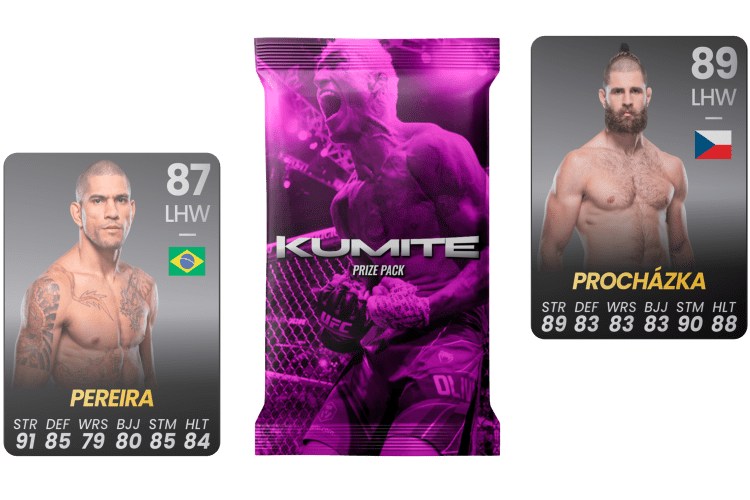 87
LHW
PEREIRA
STR DEF WRS BJJ STM HLT
91 85 79 80 85 84
KUMITE
PRIZE PACK
UFC
89
LHW
PROCHÁZKA
STR DEF WRS BJJ STM HLT
89 83 83 83 90 88